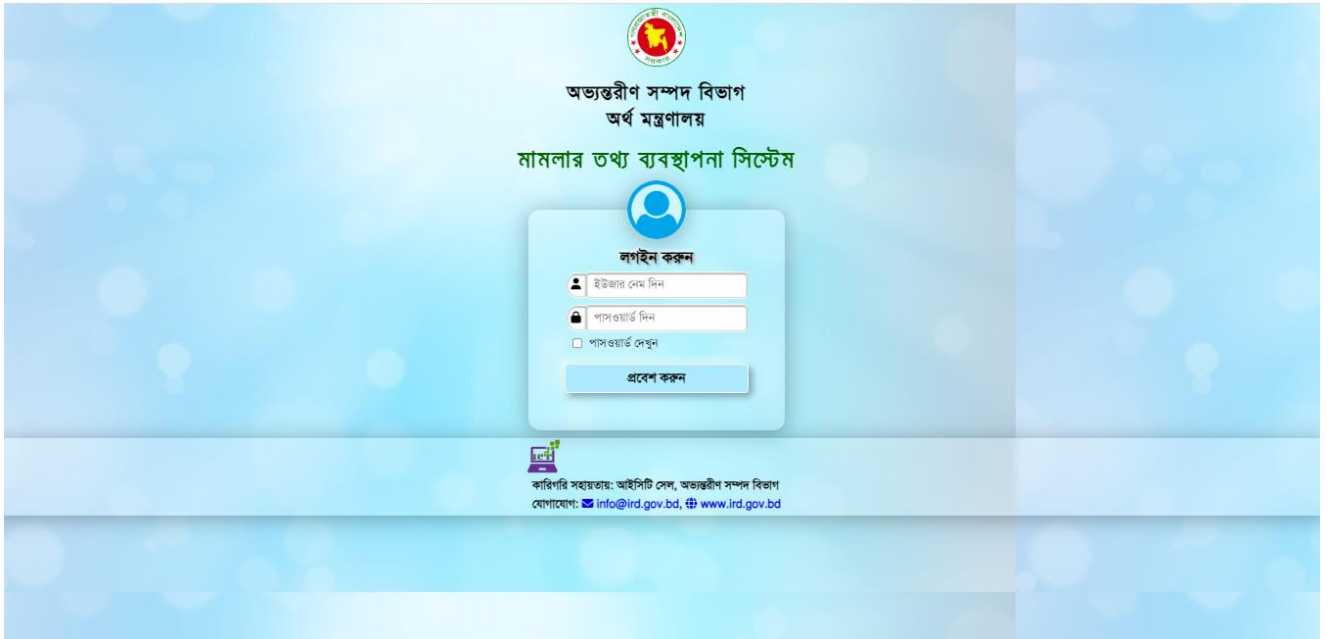 অভ্যন্তরীণ সম্পদ বিভাগ
অর্থ মন্ত্রণালয়
মামলার তথ্য ব্যবস্থাপনা সিস্টেম
লগইন করুন
ইউজার নেম দিন
পাসওয়ার্ড দিন
পাসওয়ার্ড দেখুন
প্রবেশ করুন
ict
কারিগরি সহায়তায়: আইসিটি সেল, অভ্যন্তরীণ সম্পদ বিভাগ
যোগাযোগ: info@ird.gov.bd, www.ird.gov.bd